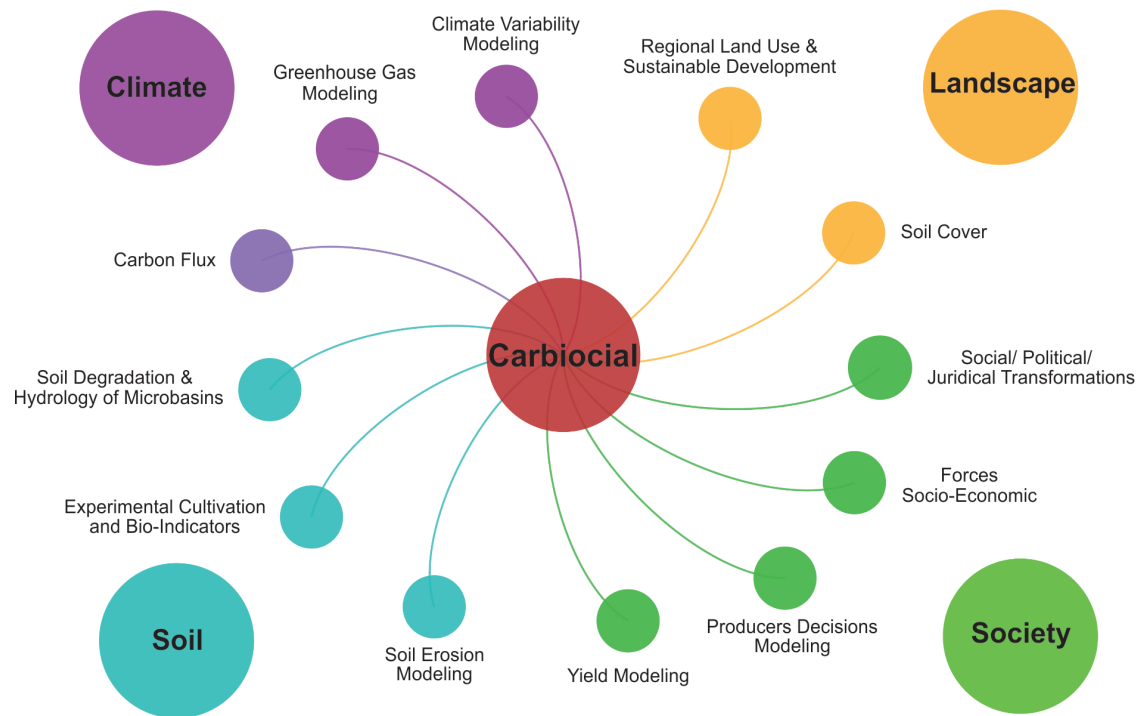 Climate
Climate Variability
Modeling
Greenhouse Gas
Modeling
Regional Land Use &
Sustainable Development
Landscape
Carbon Flux
Soil Cover
Carbiocial
Soil Degradation &
Hydrology of Microbasins
Social/ Political/
Juridical Transformations
Experimental Cultivation
and Bio-Indicators
Forces
Socio-Economic
Soil
Soil Erosion
Modeling
Yield Modeling
Producers Decisions
Modeling
Society